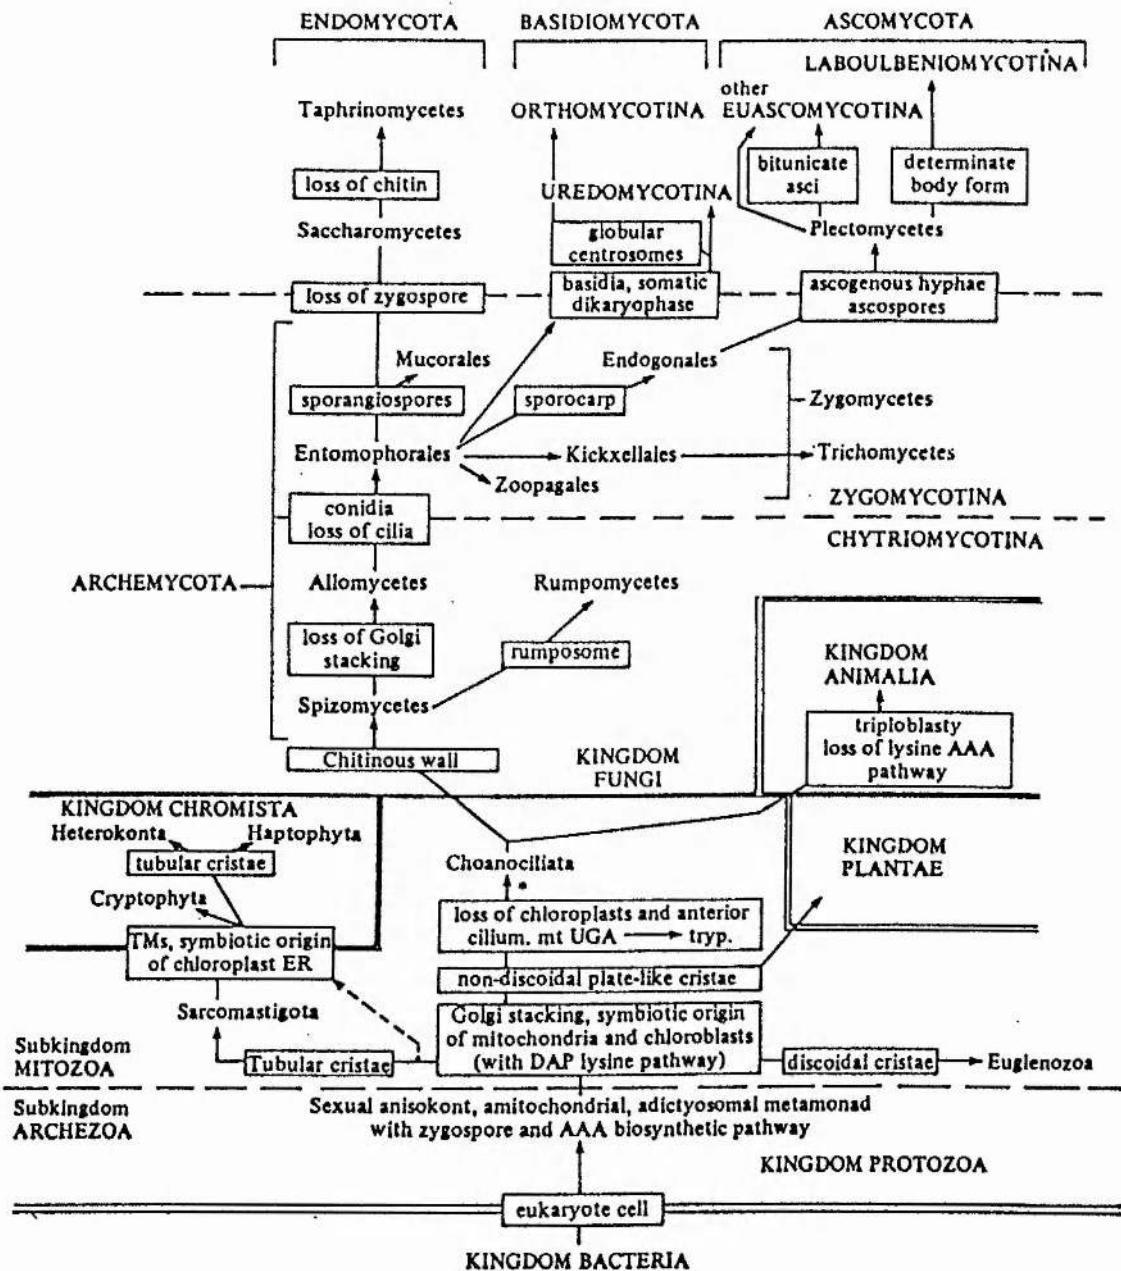 ENDOMYCOTA
BASIDIOMYCOTA
ASCOMYCOTA
LABOULBENIOMYCOTINA
other
Taphrinomycetes
ORTHOMYCOTINA
EUASCOMYCOTINA
bitunicate
asci
determinate
body form
loss of chitin
UREDOMYCOTINA
Saccharomycetes
globular
centrosomes
Plectomycetes
loss of zygospore
basidia, somatic
dikaryophase
ascogenous hyphae
ascospores
Mucorales
Endogonales
sporangiospores
sporocarp
Zygomycetes
Entomophorales
Kickxellales
Trichomycetes
Zoopagales
ZYGOMYCOTINA
conidia
loss of cilia
CHYTRIOMYCOTINA
ARCHEMYCOTA
Allomycetes
Rumpomycetes
loss of Golgi
stacking
rumposome
KINGDOM
ANIMALIA
Spizomycetes
triploblasty
loss of lysine AAA
pathway
Chitinous wall
KINGDOM
FUNGI
KINGDOM CHROMISTA
Heterokonta
Haptophyta
tubular cristae
Choanociliata
*
KINGDOM
PLANTAE
Cryptophyta
loss of chloroplasts and anterior
cilium. mt UGA → tryp.
TMs, symbiotic origin
of chloroplast ER
non-discoidal plate-like cristae
Sarcomastigota
Golgi stacking, symbiotic origin
of mitochondria and chloroblasts
(with DAP lysine pathway)
Subkingdom
MITOZOA
Tubular cristae
discoidal cristae
Euglenozoa
Subkingdom
ARCHEZOA
Sexual anisokont, amitochondrial, adictyosomal metamonad
with zygospore and AAA biosynthetic pathway
KINGDOM PROTOZOA
eukaryote cell
KINGDOM BACTERIA